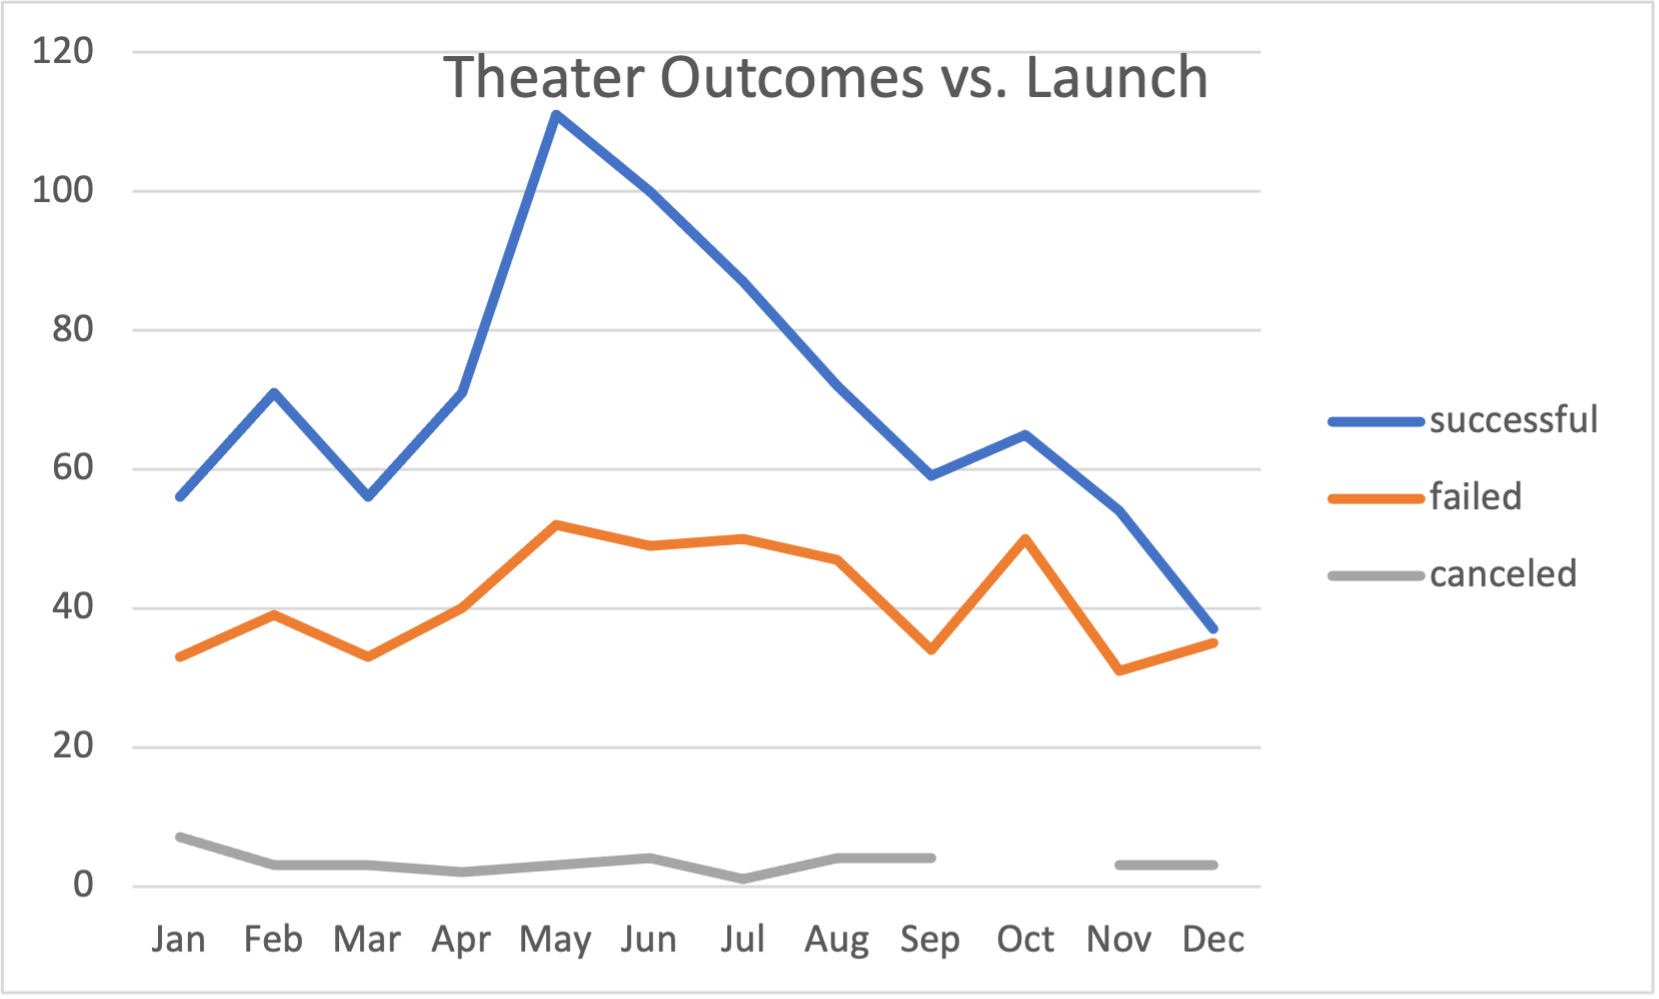 Theater Outcomes vs. Launch
120
100
80
60
40
20
0
Jan Feb Mar Apr May Jun Jul Aug Sep Oct Nov Dec
successful
failed
canceled